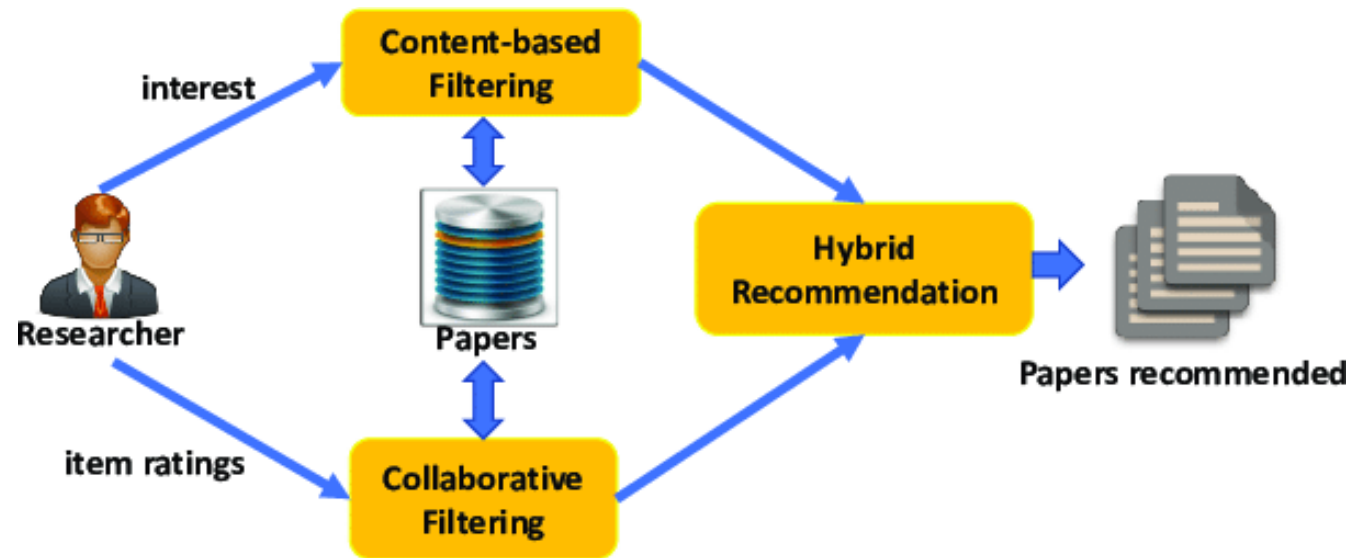 Content-based
Filtering
interest
Researcher
Papers
Hybrid
Recommendation
Papers recommended
item ratings
Collaborative
Filtering